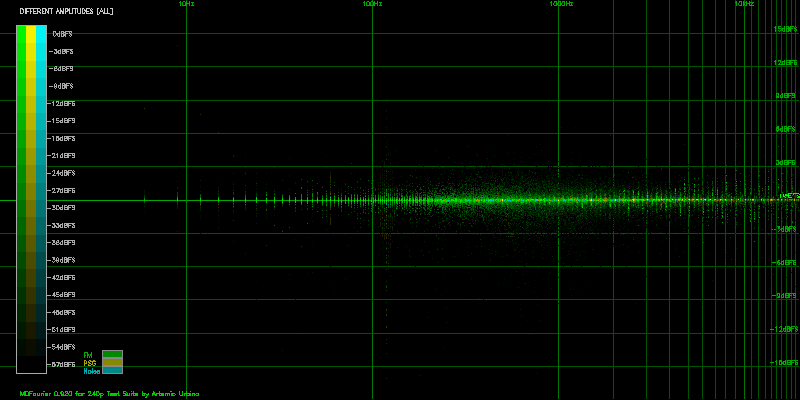 10Hz 100Hz 1000Hz 10kHz
DIFFERENT AMPLITUDES [ALL]
0dBFS
-3dBFS
-6dBFS
-9dBFS
-12dBFS
-15dBFS
-18dBFS
-21dBFS
-24dBFS
-27dBFS
-30dBFS
-33dBFS
-36dBFS
-39dBFS
-42dBFS
-45dBFS
-48dBFS
-51dBFS
-54dBFS
-57dBFS
15dBFS
12dBFS
9dBFS
6dBFS
3dBFS
-3dBFS
-6dBFS
-9dBFS
-12dBFS
-15dBFS
FM
PSG
Noise
MDFourier 0.930 for 240p Test Suite by Artemio Urbina